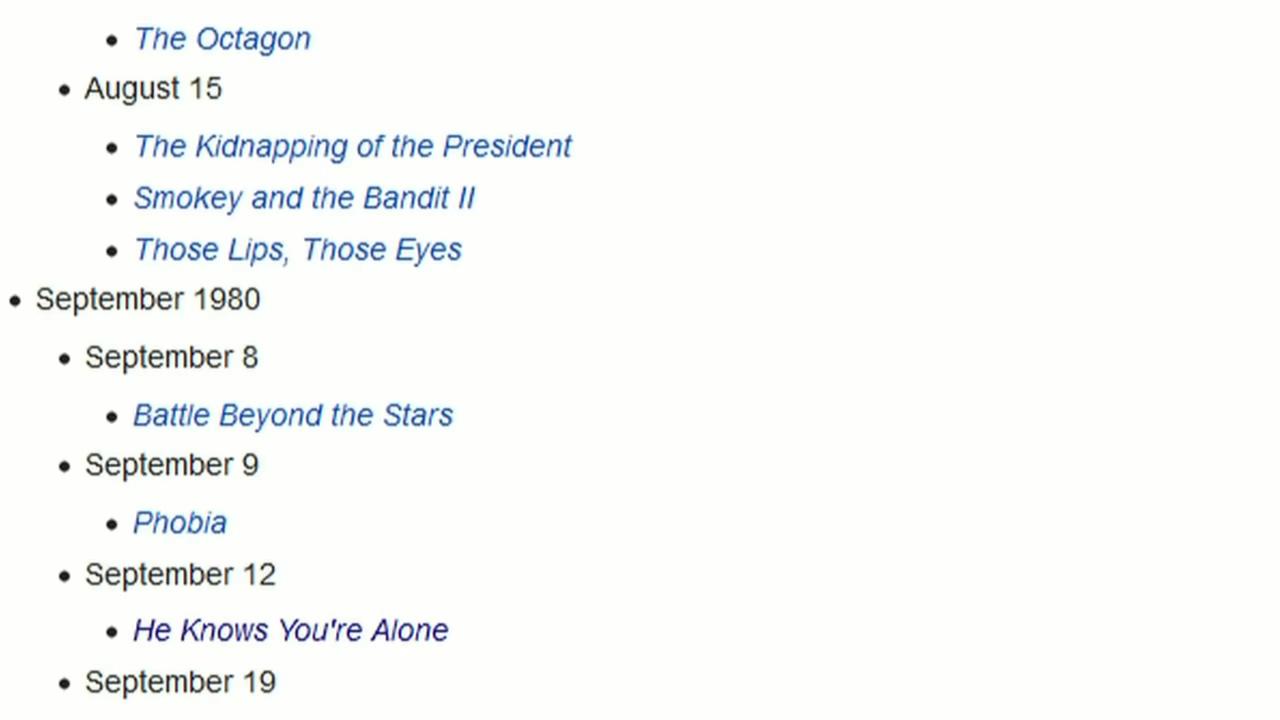 The Octagon
August 15
The Kidnapping of the President
Smokey and the Bandit II
Those Lips, Those Eyes
September 1980
September 8
Battle Beyond the Stars
September 9
Phobia
September 12
He Knows You're Alone
September 19